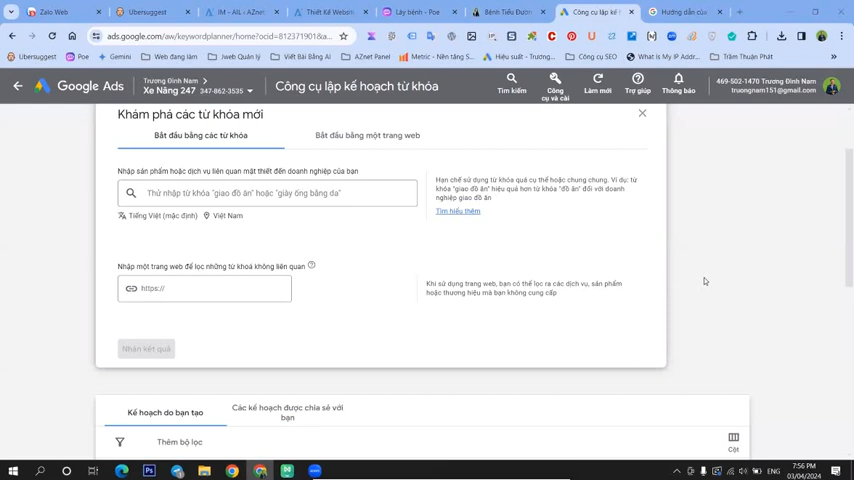 Zalo Web
Ubersuggest
IM - AIL - AZnet
Thiết Kế Website
Lấy bệnh - Poe
Bệnh Tiểu Đườn
Công cụ lập kế h
Hướng dẫn của
ads.google.com/aw/keywordplanner/home?ocid=812371901&a...
Ubersuggest
Poe
Gemini
Web đang làm
Jweb Quản lý
Viết Bài Bằng AI
AZnet Panel
Metric - Nền tảng S...
Hiệu suất - Trương...
Công cụ SEO
What Is My IP Addr...
Trầm Thuận Phát
Google Ads
Trương Đình Nam
Xe Nâng 247 347-862-3535
Công cụ lập kế hoạch từ khóa
Tìm kiếm
Công cụ và cài
Làm mới
Trợ giúp
Thông báo
469-502-1470 Trương Đình Nam
truongnam151@gmail.com
Khám phá các từ khóa mới
Bắt đầu bằng các từ khóa
Bắt đầu bằng một trang web
Nhập sản phẩm hoặc dịch vụ liên quan mật thiết đến doanh nghiệp của bạn
Thử nhập từ khóa "giao đồ ăn" hoặc "giày ống bằng da"
Hạn chế sử dụng từ khóa quá cụ thể hoặc chung chung. Ví dụ: từ
khóa "giao đồ ăn" hiệu quả hơn từ khóa "đồ ăn" đối với doanh
nghiệp giao đồ ăn
Tìm hiểu thêm
Tiếng Việt (mặc định)
Việt Nam
Nhập một trang web để lọc những từ khoá không liên quan
https://
Khi sử dụng trang web, bạn có thể lọc ra các dịch vụ, sản phẩm
hoặc thương hiệu mà bạn không cung cấp
Nhận kết quả
Kế hoạch do bạn tạo
Các kế hoạch được chia sẻ với
bạn
Thêm bộ lọc
Cột
ENG
7:56 PM
03/04/2024